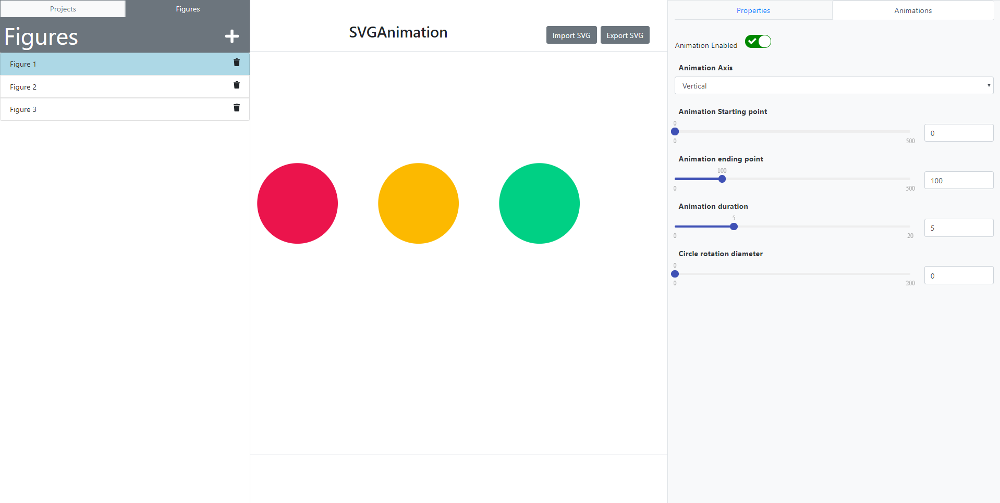 Projects
Figures
Figures
Figure 1
Figure 2
Figure 3
SVGAnimation
Import SVG
Export SVG
Properties
Animations
Animation Enabled
Animation Axis
Vertical
Animation Starting point
0
0
500
0
Animation ending point
100
0
500
100
Animation duration
5
0
20
5
Circle rotation diameter
0
0
200
0